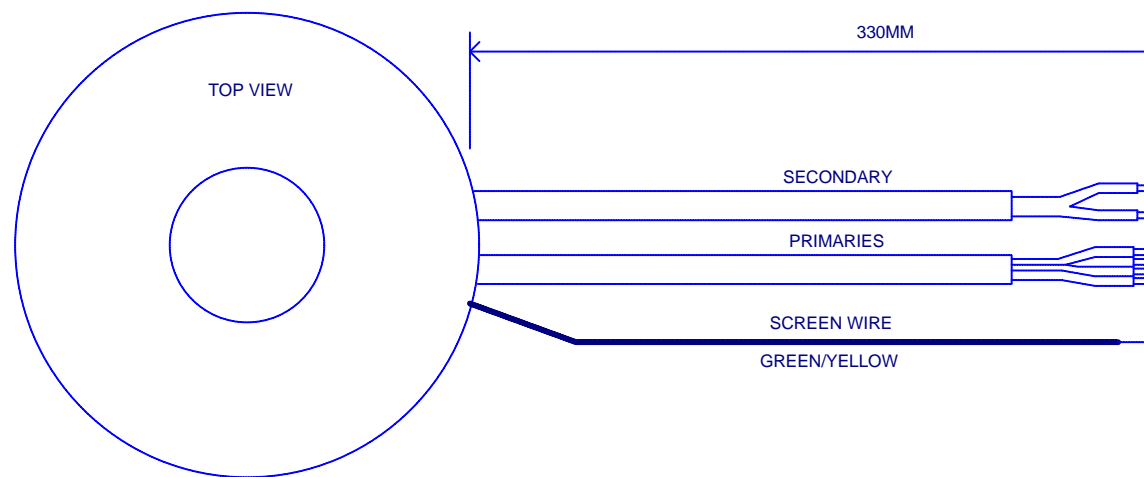 330MM
TOP VIEW
SECONDARY
PRIMARIES
SCREEN WIRE
GREEN/YELLOW